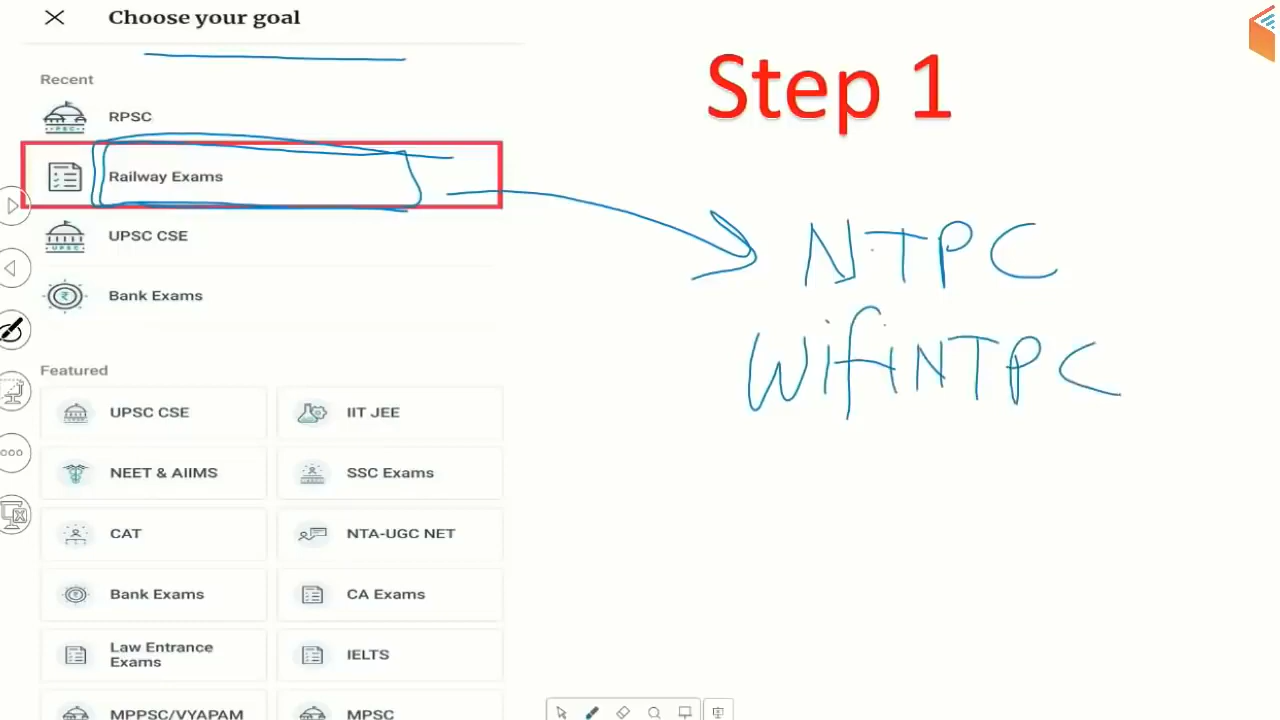 Choose your goal
Step 1
Recent
RPSC
Railway Exams
UPSC CSE
Bank Exams
NTPC
WifiNTPC
Featured
UPSC CSE
IIT JEE
NEET & AIIMS
SSC Exams
CAT
NTA-UGC NET
Bank Exams
CA Exams
Law Entrance
Exams
IELTS
MPPSC/VYAPAM
MPSC